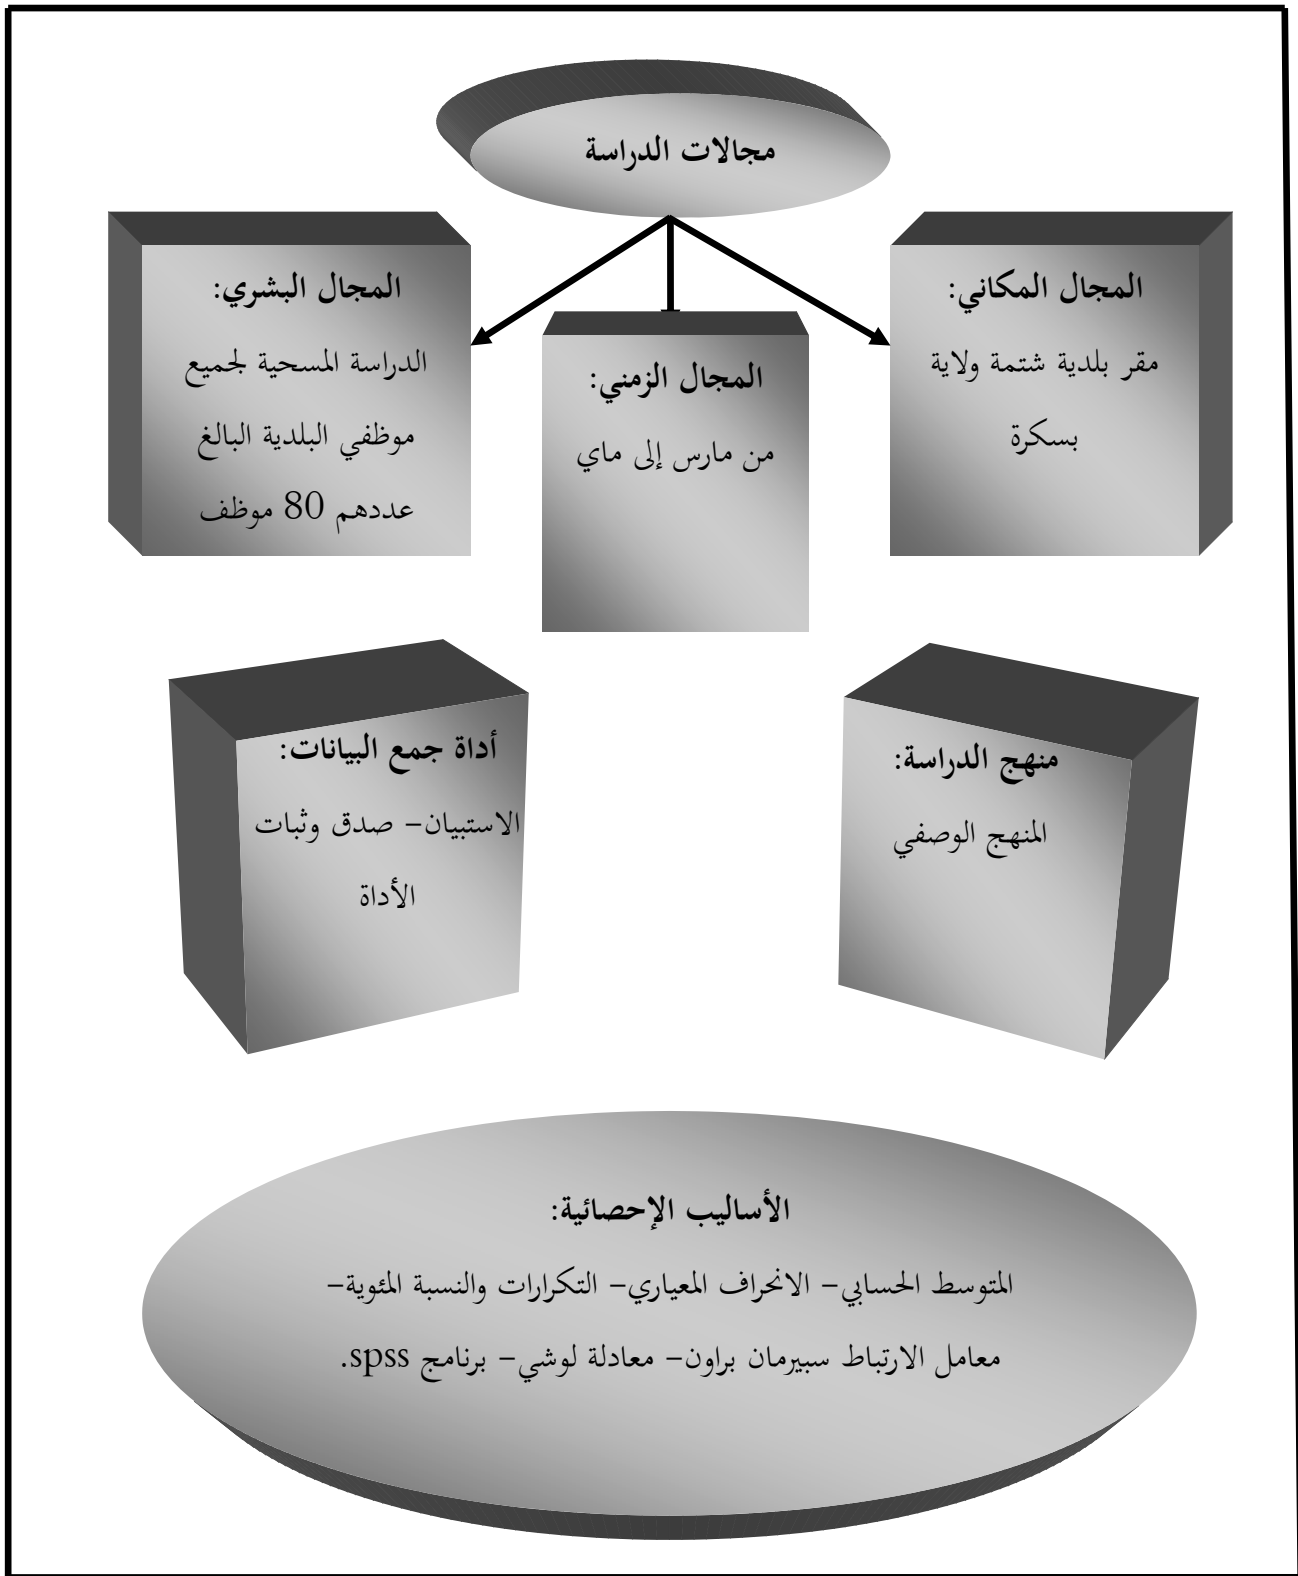 مجالات الدراسة
المجال المكاني:
مقر بلدية شتمة ولاية
بسكرة
المجال الزمني:
من مارس إلى ماي
المجال البشري:
الدراسة المسحية لجميع
موظفي البلدية البالغ
عددهم 80 موظف
منهج الدراسة:
المنهج الوصفي
أداة جمع البيانات:
الاستبيان– صدق وثبات
الأداة
الأساليب الإحصائية:
المتوسط الحسابي– الانحراف المعياري– التكرارات والنسبة المئوية–
معامل الارتباط سبيرمان براون– معادلة لوشي– برنامج spss.